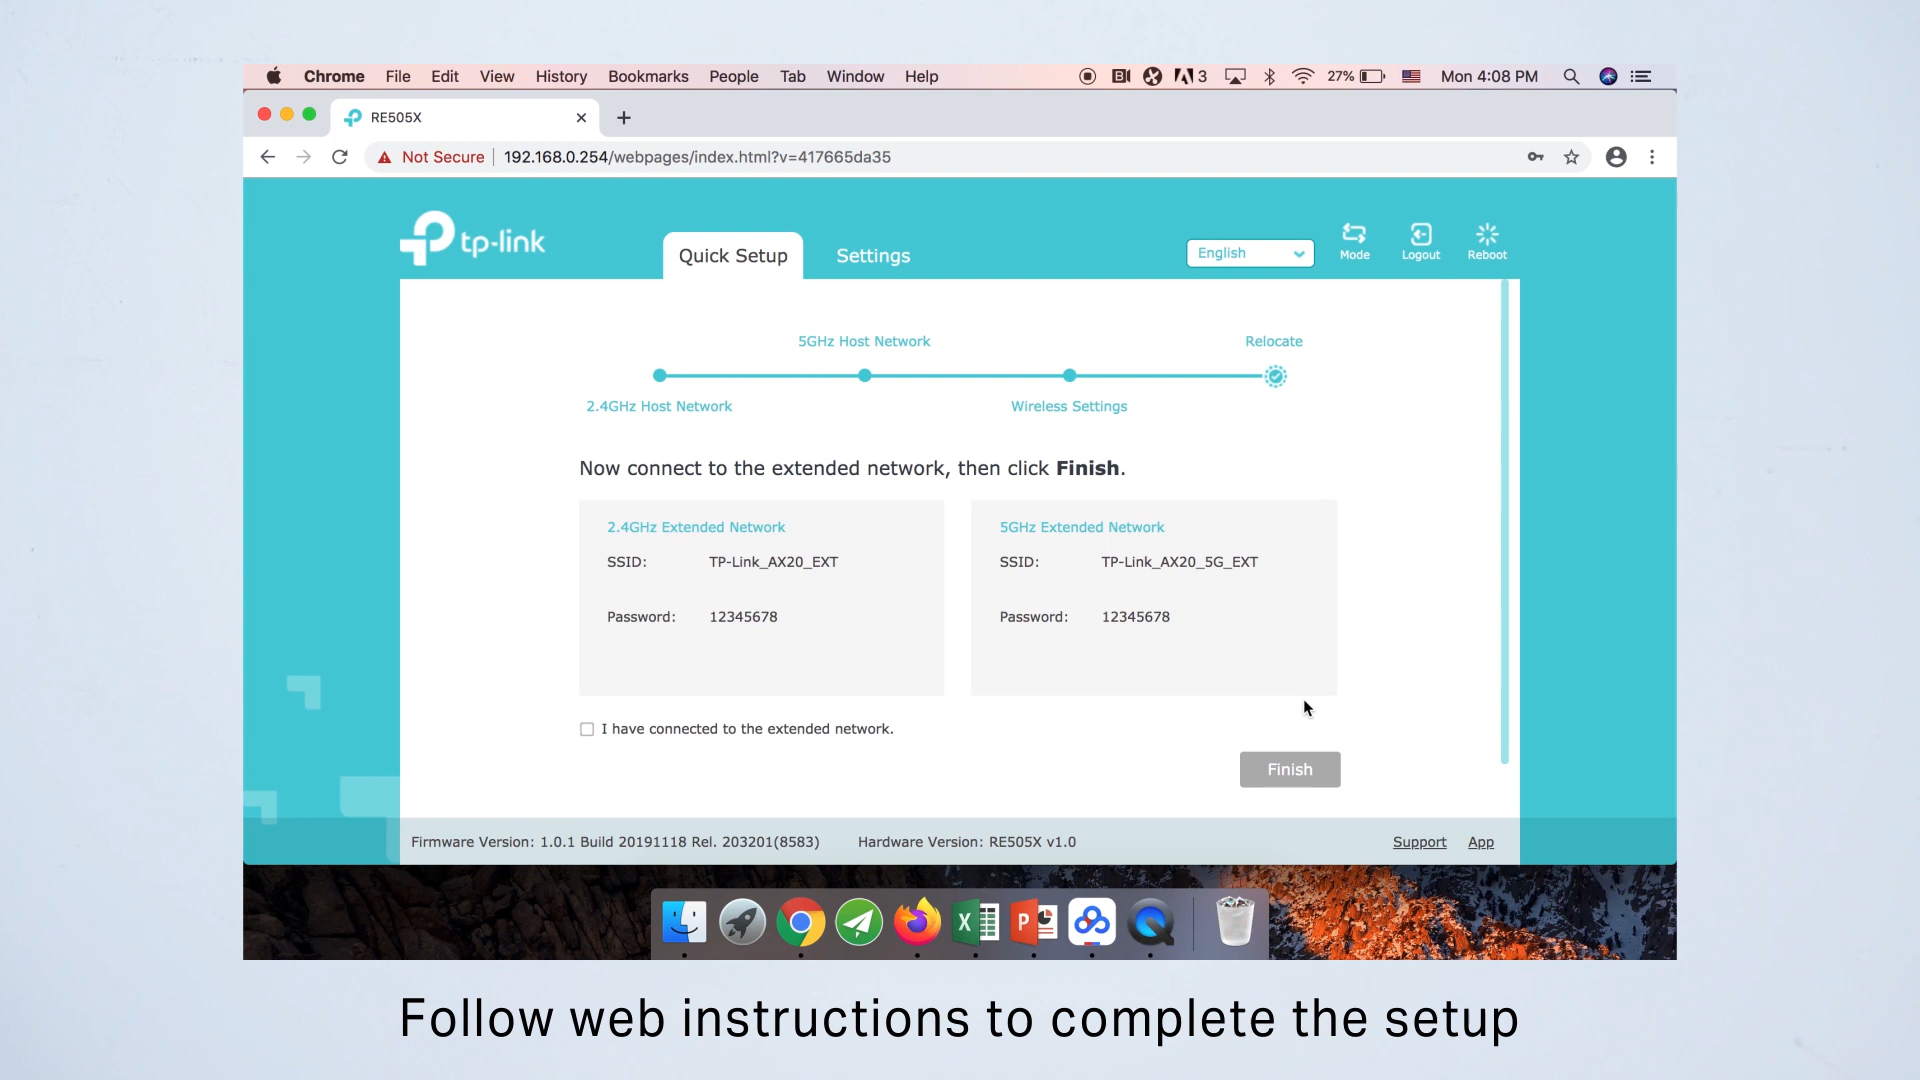 Chrome File Edit View History Bookmarks People Tab Window Help 3 27% Mon 4:08 PM
RE505X
Not Secure 192.168.0.254/webpages/index.html?v=417665da35
tp-link Quick Setup Settings English Mode Logout Reboot
5GHz Host Network Relocate
2.4GHz Host Network Wireless Settings
Now connect to the extended network, then click Finish.
2.4GHz Extended Network
SSID: TP-Link_AX20_EXT
Password: 12345678
5GHz Extended Network
SSID: TP-Link_AX20_5G_EXT
Password: 12345678
I have connected to the extended network.
Finish
Firmware Version: 1.0.1 Build 20191118 Rel. 203201(8583) Hardware Version: RE505X v1.0 Support App
Follow web instructions to complete the setup